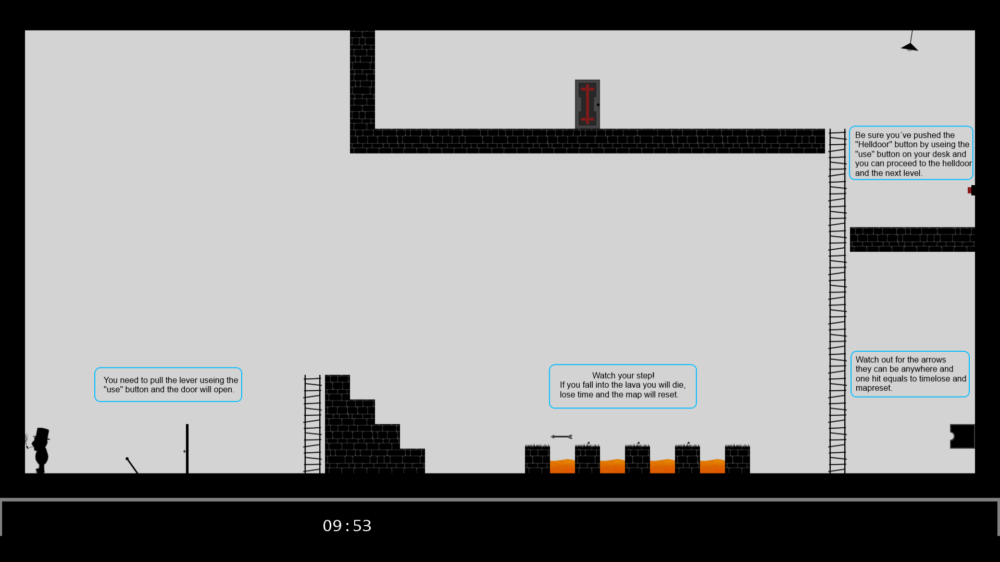 Be sure you´ve pushed the
"Helldoor" button by useing the
"use" button on your desk and
you can proceed to the helldoor
and the next level.
You need to pull the lever useing the
"use" button and the door will open.
Watch your step!
If you fall into the lava you will die,
lose time and the map will reset.
Watch out for the arrows
they can be anywhere and
one hit equals to timelose and
mapreset.
09:53